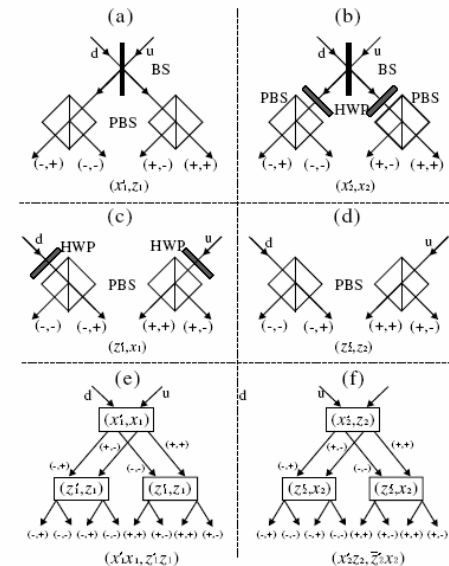 (a)
d u
BS
PBS
(-,+) (-,-) (+,-) (+,+)
(x′₁,z₁)
(b)
d u
BS
PBS HWP PBS
(-,+) (-,-) (+,-) (+,+)
(x′₂,x₂)
(c)
d HWP HWP u
PBS
(-,-) (-,+) (+,+) (+,-)
(z′₁,x₁)
(d)
d u
PBS
(-,-) (-,+) (+,+) (+,-)
(z′₂,z₂)
(e)
d u
(x′₁,x₁)
(-,+) (+,-) (-,-) (+,+)
(z′₁,z₁) (z′₁,z₁)
(-,+) (-,-) (+,-) (+,+) (-,+) (-,-) (+,-) (+,+)
(x′₁x₁,z′₁z₁)
(f)
d u
(x′₂,z₂)
(-,+) (+,-) (-,-) (+,+)
(z′₂,x₂) (z′₂,x₂)
(-,+) (-,-) (+,-) (+,+)
(x′₂z₂,z′₂x₂)